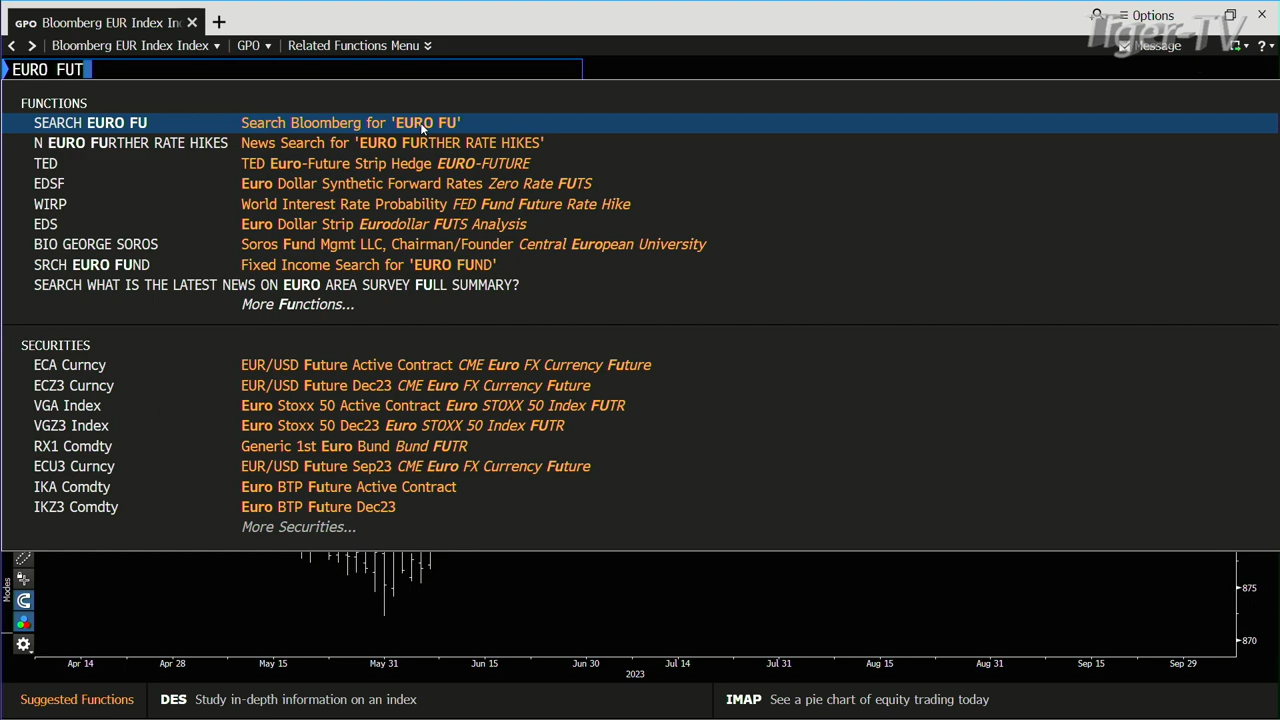 GPO Bloomberg EUR Index In
Options
Bloomberg EUR Index Index GPO Related Functions Menu
Message
Tiger-TV
EURO FUT
FUNCTIONS
SEARCH EURO FU Search Bloomberg for 'EURO FU'
N EURO FURTHER RATE HIKES News Search for 'EURO FURTHER RATE HIKES'
TED TED Euro-Future Strip Hedge EURO-FUTURE
EDSF Euro Dollar Synthetic Forward Rates Zero Rate FUTS
WIRP World Interest Rate Probability FED Fund Future Rate Hike
EDS Euro Dollar Strip Eurodollar FUTS Analysis
BIO GEORGE SOROS Soros Fund Mgmt LLC, Chairman/Founder Central European University
SRCH EURO FUND Fixed Income Search for 'EURO FUND'
SEARCH WHAT IS THE LATEST NEWS ON EURO AREA SURVEY FULL SUMMARY?
More Functions...
SECURITIES
ECA Curncy EUR/USD Future Active Contract CME Euro FX Currency Future
ECZ3 Curncy EUR/USD Future Dec23 CME Euro FX Currency Future
VGA Index Euro Stoxx 50 Active Contract Euro STOXX 50 Index FUTR
VGZ3 Index Euro Stoxx 50 Dec23 Euro STOXX 50 Index FUTR
RX1 Comdty Generic 1st Euro Bund Bund FUTR
ECU3 Curncy EUR/USD Future Sep23 CME Euro FX Currency Future
IKA Comdty Euro BTP Future Active Contract
IKZ3 Comdty Euro BTP Future Dec23
More Securities...
Modes
875
870
Apr 14 Apr 28 May 15 May 31 Jun 15 Jun 30 Jul 14 Jul 31 Aug 15 Aug 31 Sep 15 Sep 29
2023
Suggested Functions DES Study in-depth information on an index IMAP See a pie chart of equity trading today